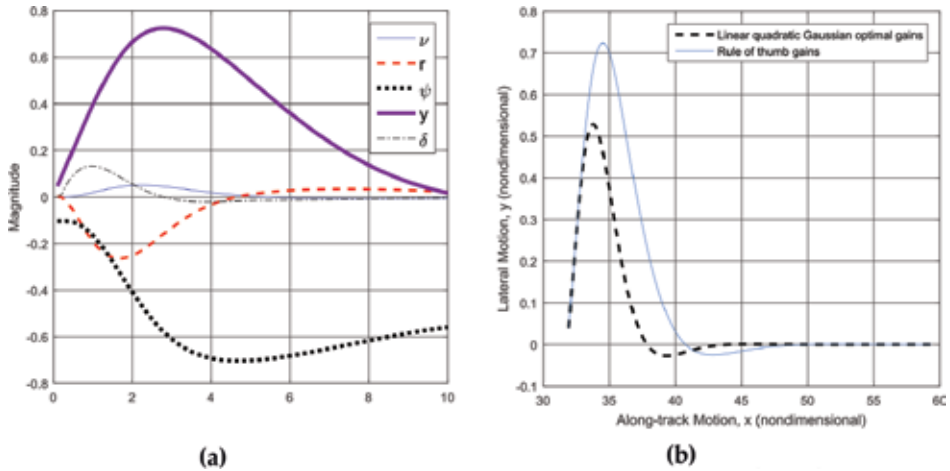 0.8
0.6
0.4
0.2
0
-0.2
-0.4
-0.6
-0.8
Magnitude
0 2 4 6 8 10
ν
r
ψ
y
δ
(a)
0.8
0.7
0.6
0.5
0.4
0.3
0.2
0.1
0
-0.1
Lateral Motion, y (nondimensional)
30 35 40 45 50 55 60
Along-track Motion, x (nondimensional)
Linear quadratic Gaussian optimal gains
Rule of thumb gains
(b)